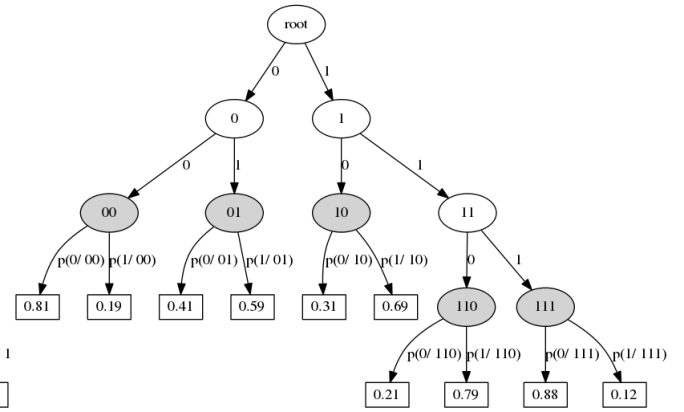 root
0 1
0 1
0 1 0 1
00 01 10 11
p(0/ 00) p(1/ 00) p(0/ 01) p(1/ 01) p(0/ 10) p(1/ 10) 0 1
0.81 0.19 0.41 0.59 0.31 0.69 110 111
1 p(0/ 110) p(1/ 110) p(0/ 111) p(1/ 111)
0.21 0.79 0.88 0.12